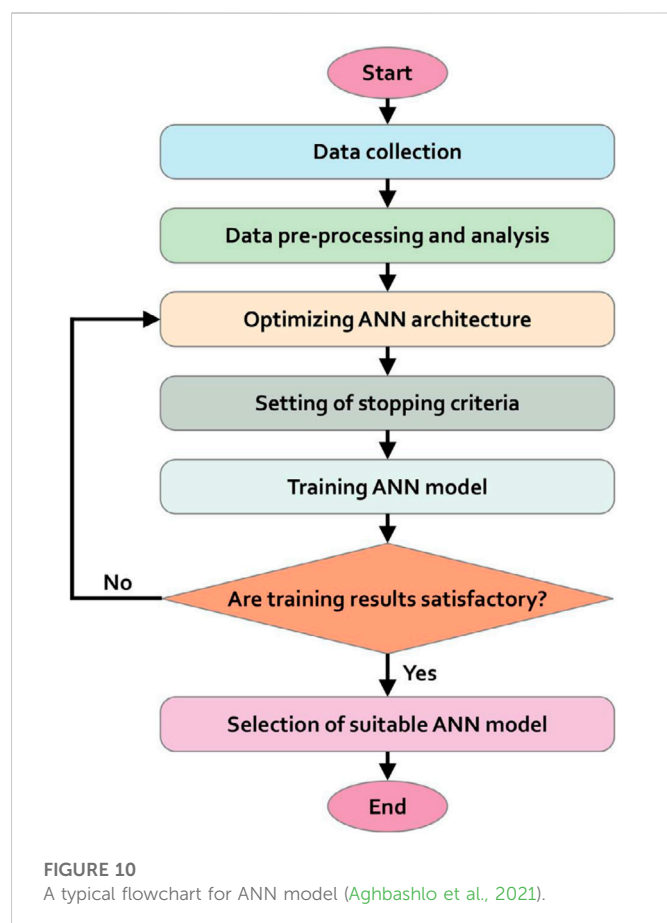 Start
Data collection
Data pre-processing and analysis
Optimizing ANN architecture
Setting of stopping criteria
Training ANN model
Are training results satisfactory?
No
Yes
Selection of suitable ANN model
End
FIGURE 10
A typical flowchart for ANN model (Aghbashlo et al., 2021).